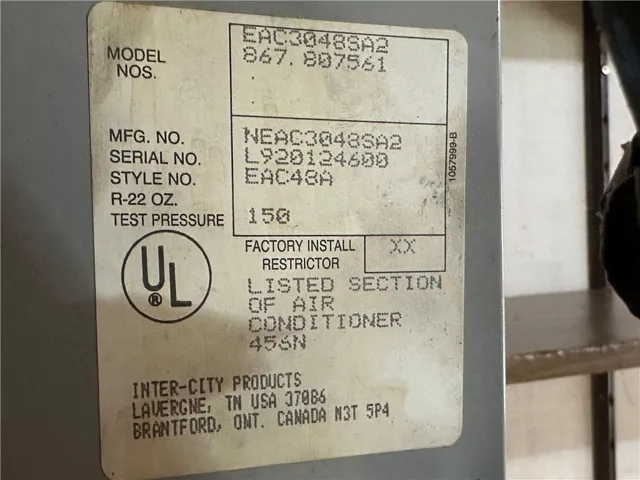 MODEL NOS. EAC3048SA2
867.807561
MFG. NO. NEAC3048SA2
SERIAL NO. L920124600
STYLE NO. EAC48A
R-22 OZ.
TEST PRESSURE 150
FACTORY INSTALL RESTRICTOR XX
UL
®
LISTED SECTION
OF AIR
CONDITIONER
456N
INTER-CITY PRODUCTS
LAVERGNE, TN USA 37086
BRANTFORD, ONT. CANADA N3T 5P4
1057999-B